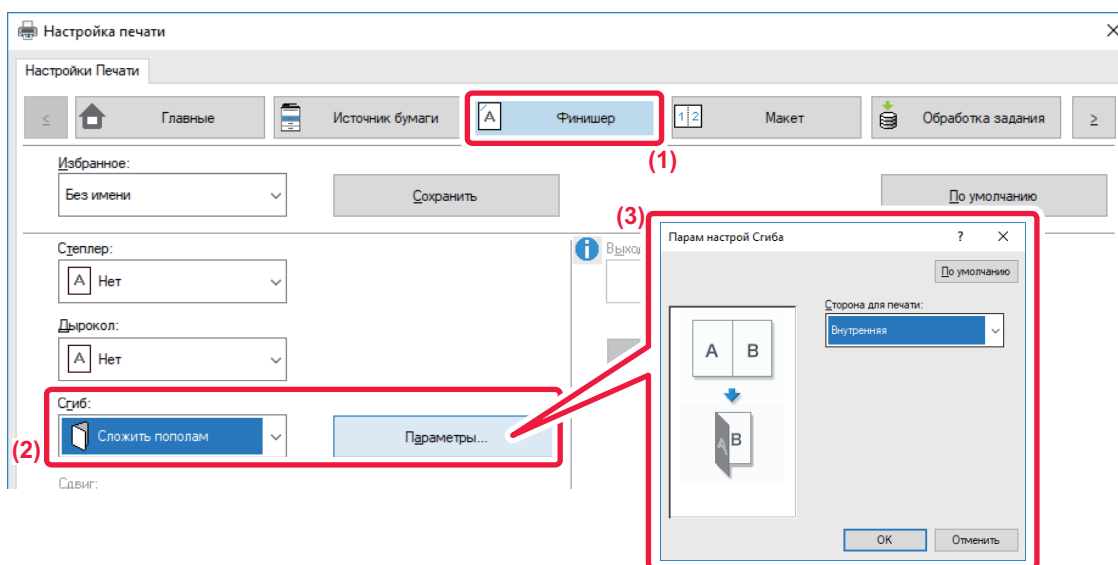 Настройка печати
Настройки Печати
< Главные Источник бумаги A Финишер 1 2 Макет Обработка задания >
(1)
Избранное:
Без имени Сохранить По умолчанию
(3)
Парам настрой Сгиба ?
По умолчанию
Степлер:
A Нет
Дырокол:
A Нет
Сторона для печати:
Внутренняя
A B
A B
(2)
Сгиб:
Сложить пополам Параметры...
Сдвиг:
OK Отменить